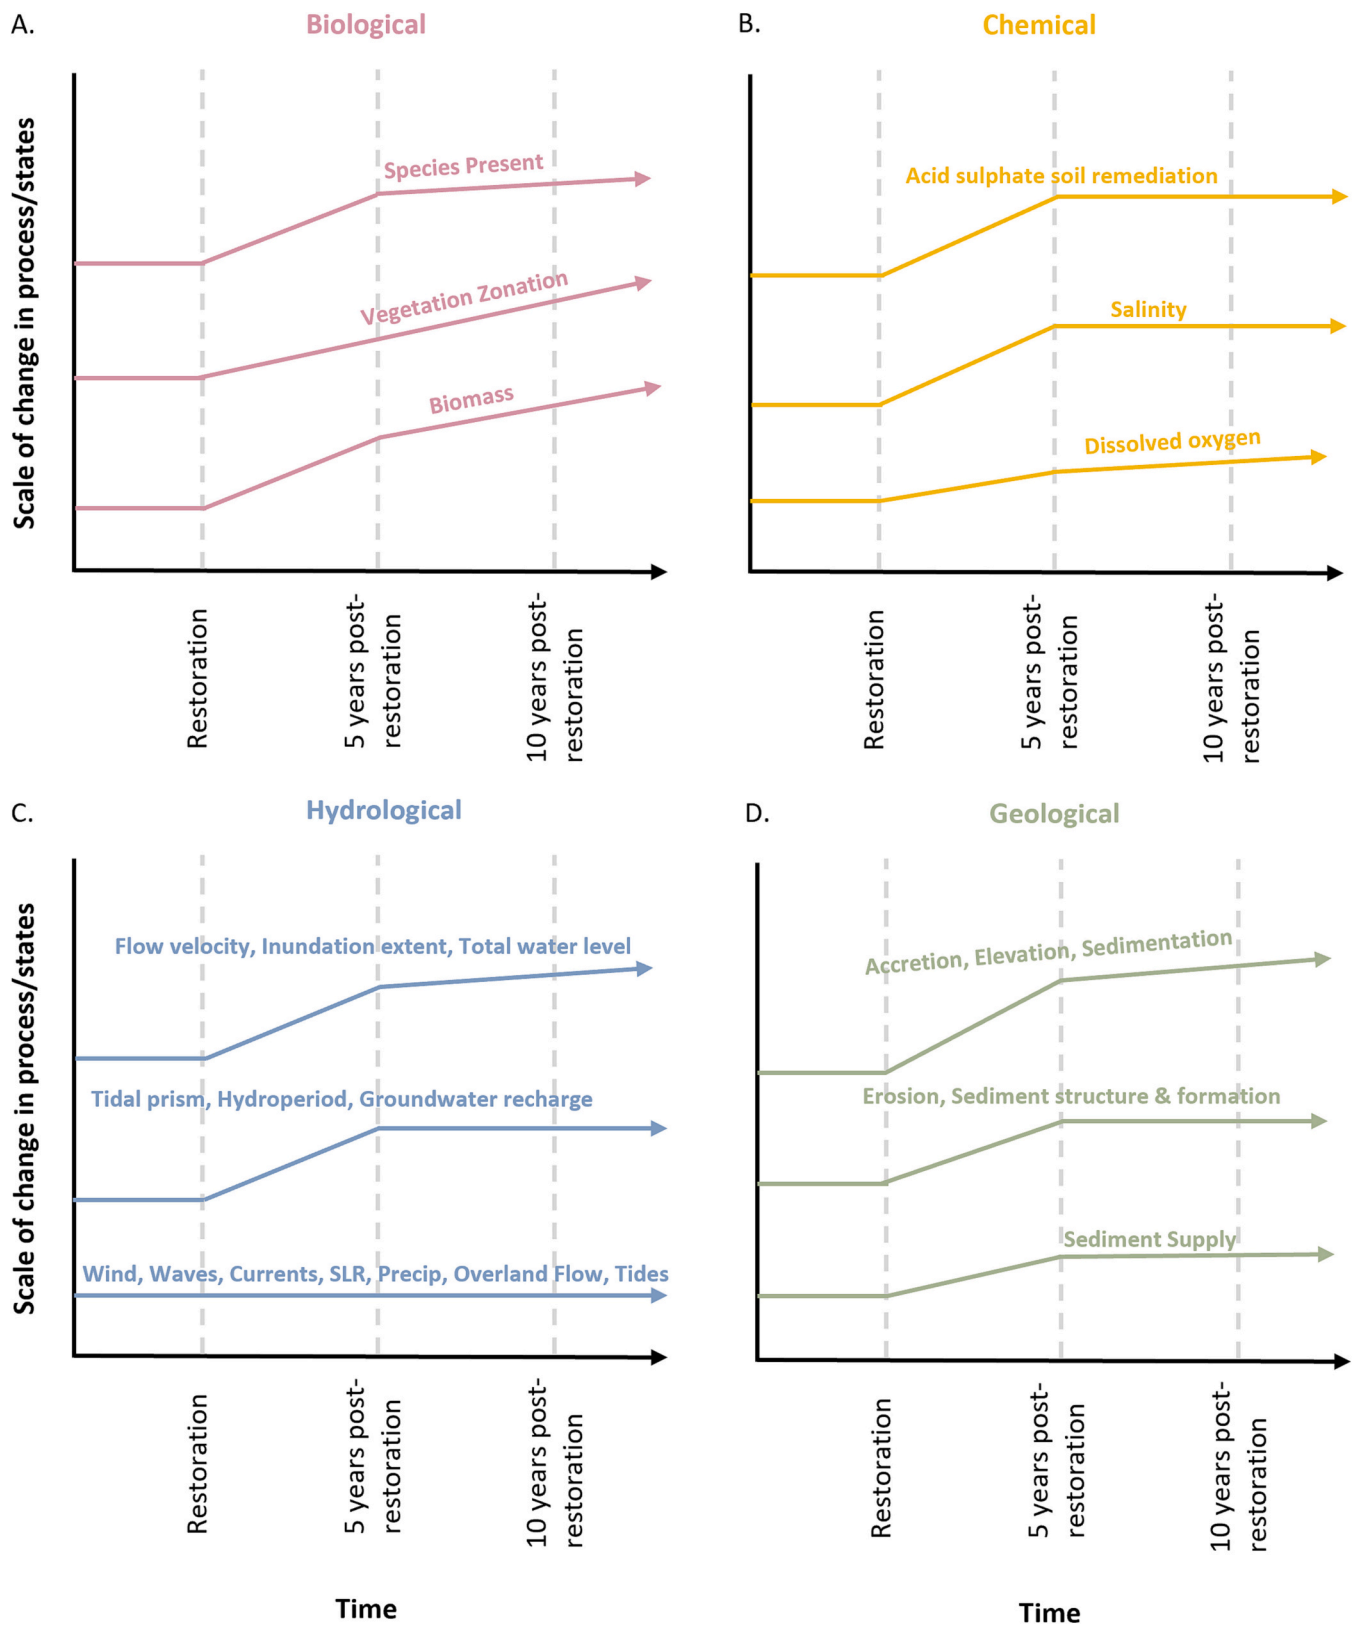 A.
Biological
Scale of change in process/states
Species Present
Vegetation Zonation
Biomass
Restoration
5 years post-
restoration
10 years post-
restoration
B.
Chemical
Acid sulphate soil remediation
Salinity
Dissolved oxygen
Restoration
5 years post-
restoration
10 years post-
restoration
C.
Hydrological
Scale of change in process/states
Flow velocity, Inundation extent, Total water level
Tidal prism, Hydroperiod, Groundwater recharge
Wind, Waves, Currents, SLR, Precip, Overland Flow, Tides
Restoration
5 years post-
restoration
10 years post-
restoration
Time
D.
Geological
Accretion, Elevation, Sedimentation
Erosion, Sediment structure & formation
Sediment Supply
Restoration
5 years post-
restoration
10 years post-
restoration
Time